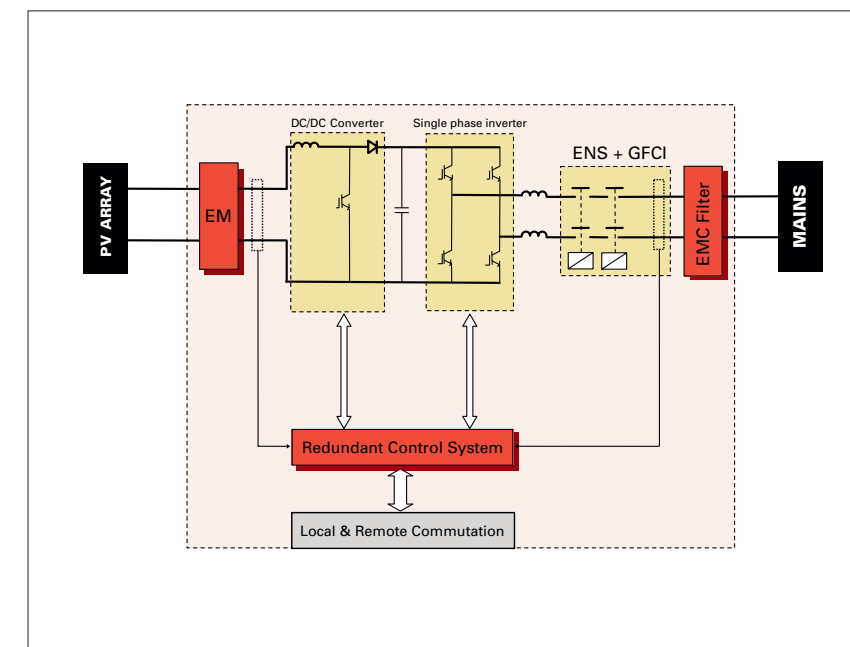 DC/DC Converter
Single phase inverter
ENS + GFCI
PV ARRAY
EM
EMC Filter
MAINS
Redundant Control System
Local & Remote Commutation